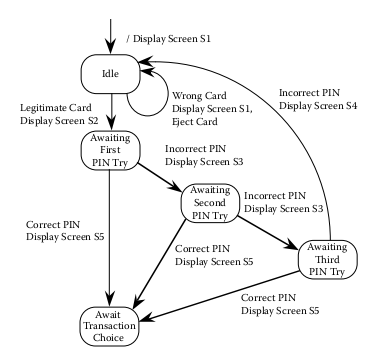 / Display Screen S1
Idle
Incorrect PIN
Display Screen S4
Wrong Card
Display Screen S1,
Eject Card
Legitimate Card
Display Screen S2
Awaiting
First
PIN Try
Incorrect PIN
Display Screen S3
Awaiting
Second
PIN Try
Incorrect PIN
Display Screen S3
Correct PIN
Display Screen S5
Correct PIN
Display Screen S5
Awaiting
Third
PIN Try
Correct PIN
Display Screen S5
Await
Transaction
Choice